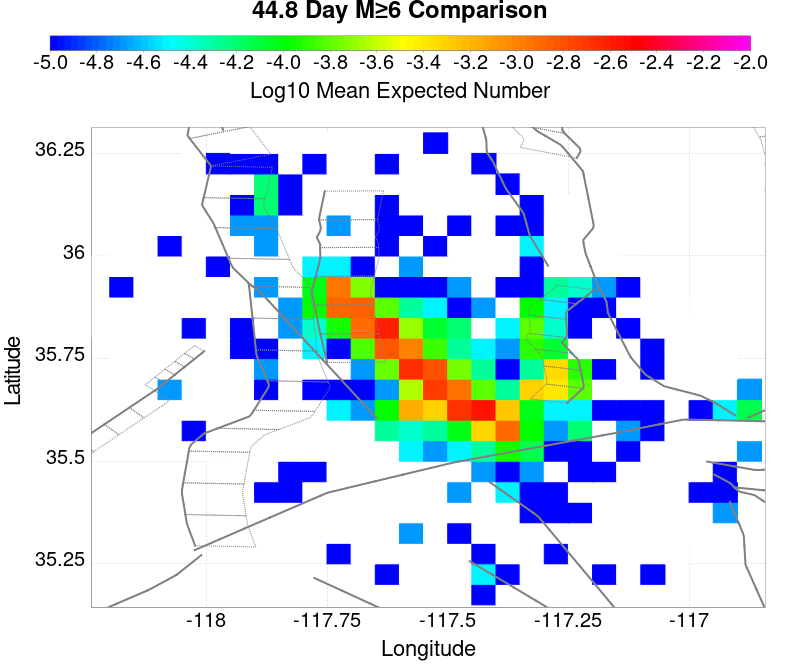 44.8 Day M≥6 Comparison
-5.0 -4.8 -4.6 -4.4 -4.2 -4.0 -3.8 -3.6 -3.4 -3.2 -3.0 -2.8 -2.6 -2.4 -2.2 -2.0
Log10 Mean Expected Number
36.25
36
35.75
35.5
35.25
Latitude
-118 -117.75 -117.5 -117.25 -117
Longitude